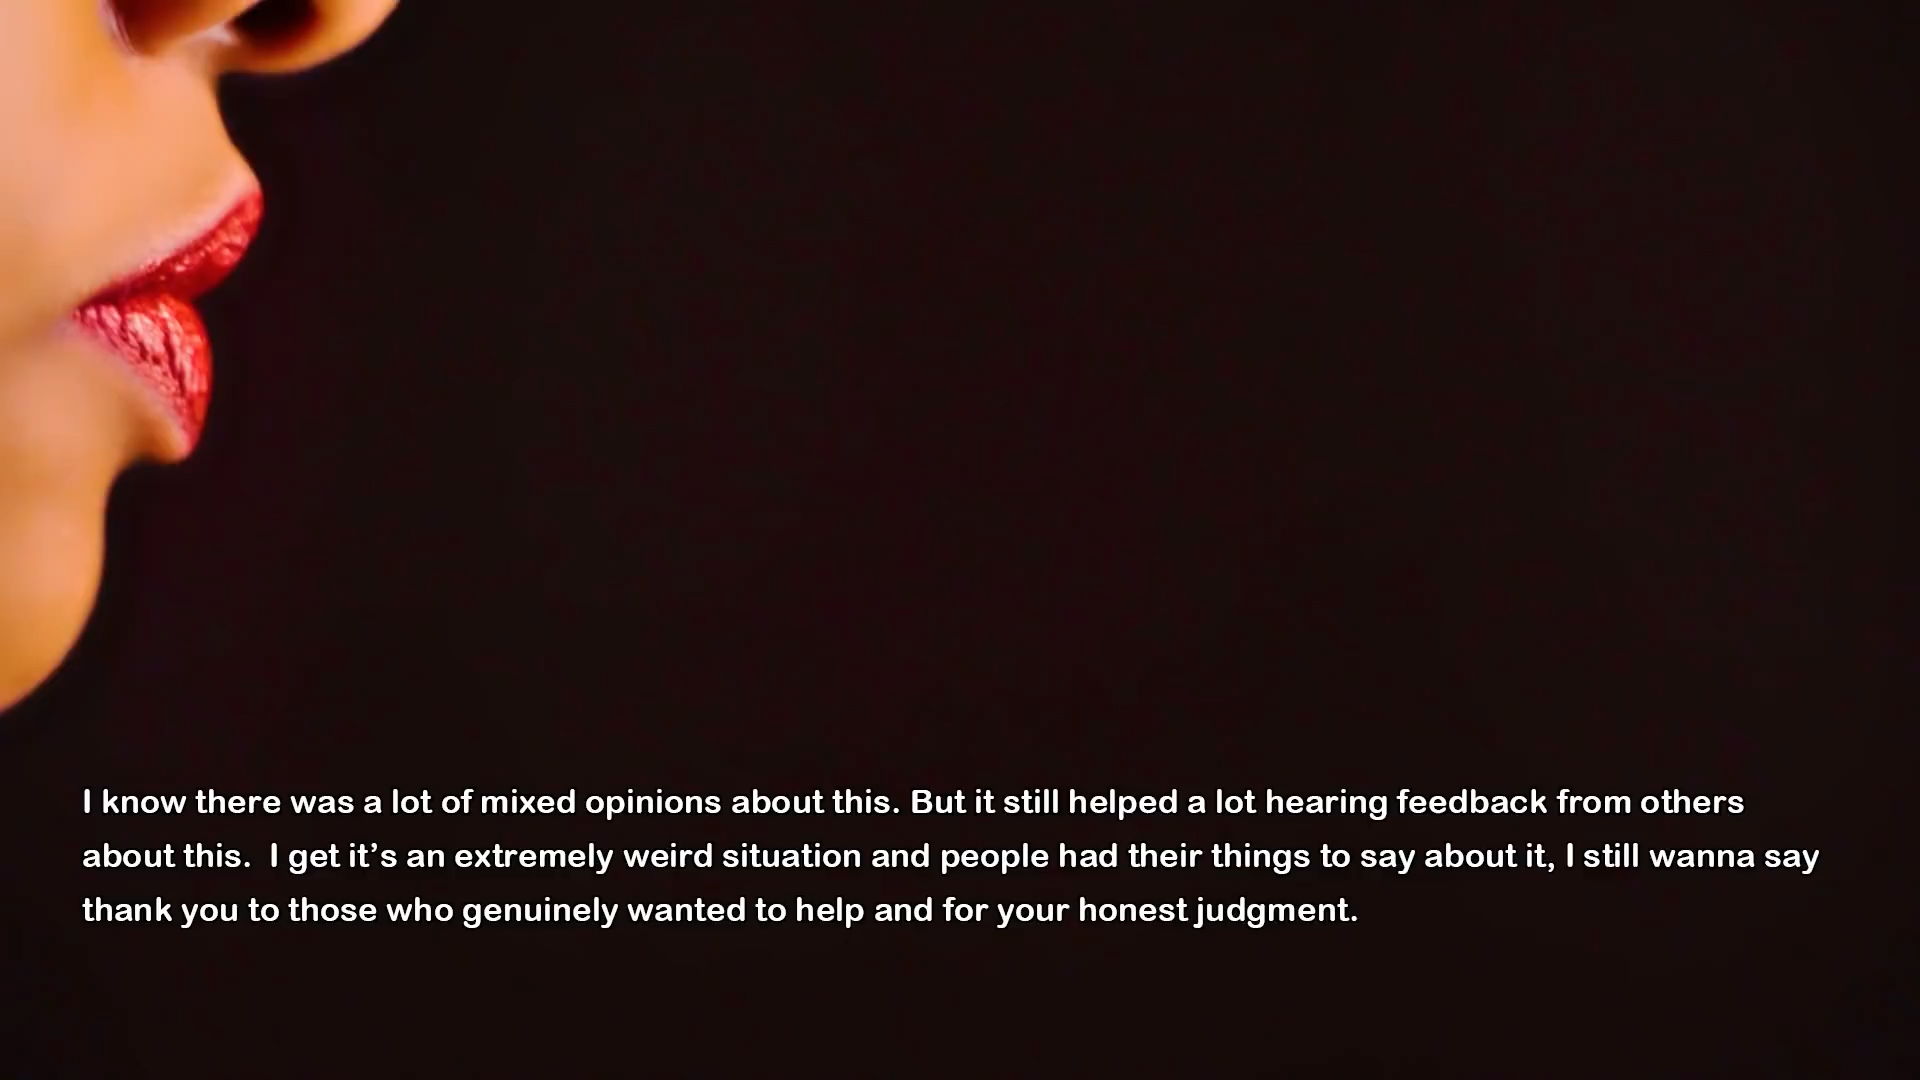 I know there was a lot of mixed opinions about this. But it still helped a lot hearing feedback from others
about this.  I get it’s an extremely weird situation and people had their things to say about it, I still wanna say
thank you to those who genuinely wanted to help and for your honest judgment.